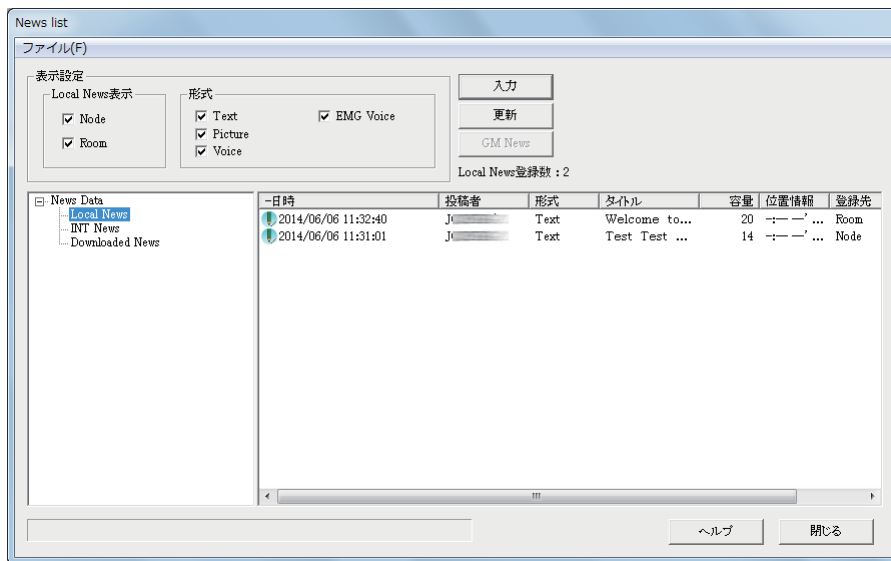 News list
ファイル(F)
表示設定
Local News表示
Node
Room
形式
Text
Picture
Voice
EMG Voice
入力
更新
GM News
Local News登録数：2
News Data
Local News
INT News
Downloaded News
-日時 投稿者 形式 タイトル 容量 位置情報 登録先
2014/06/06 11:32:40 Text Welcome to... 20 -:-- --' ... Room
2014/06/06 11:31:01 Text Test Test ... 14 -:-- --' ... Node
ヘルプ
閉じる